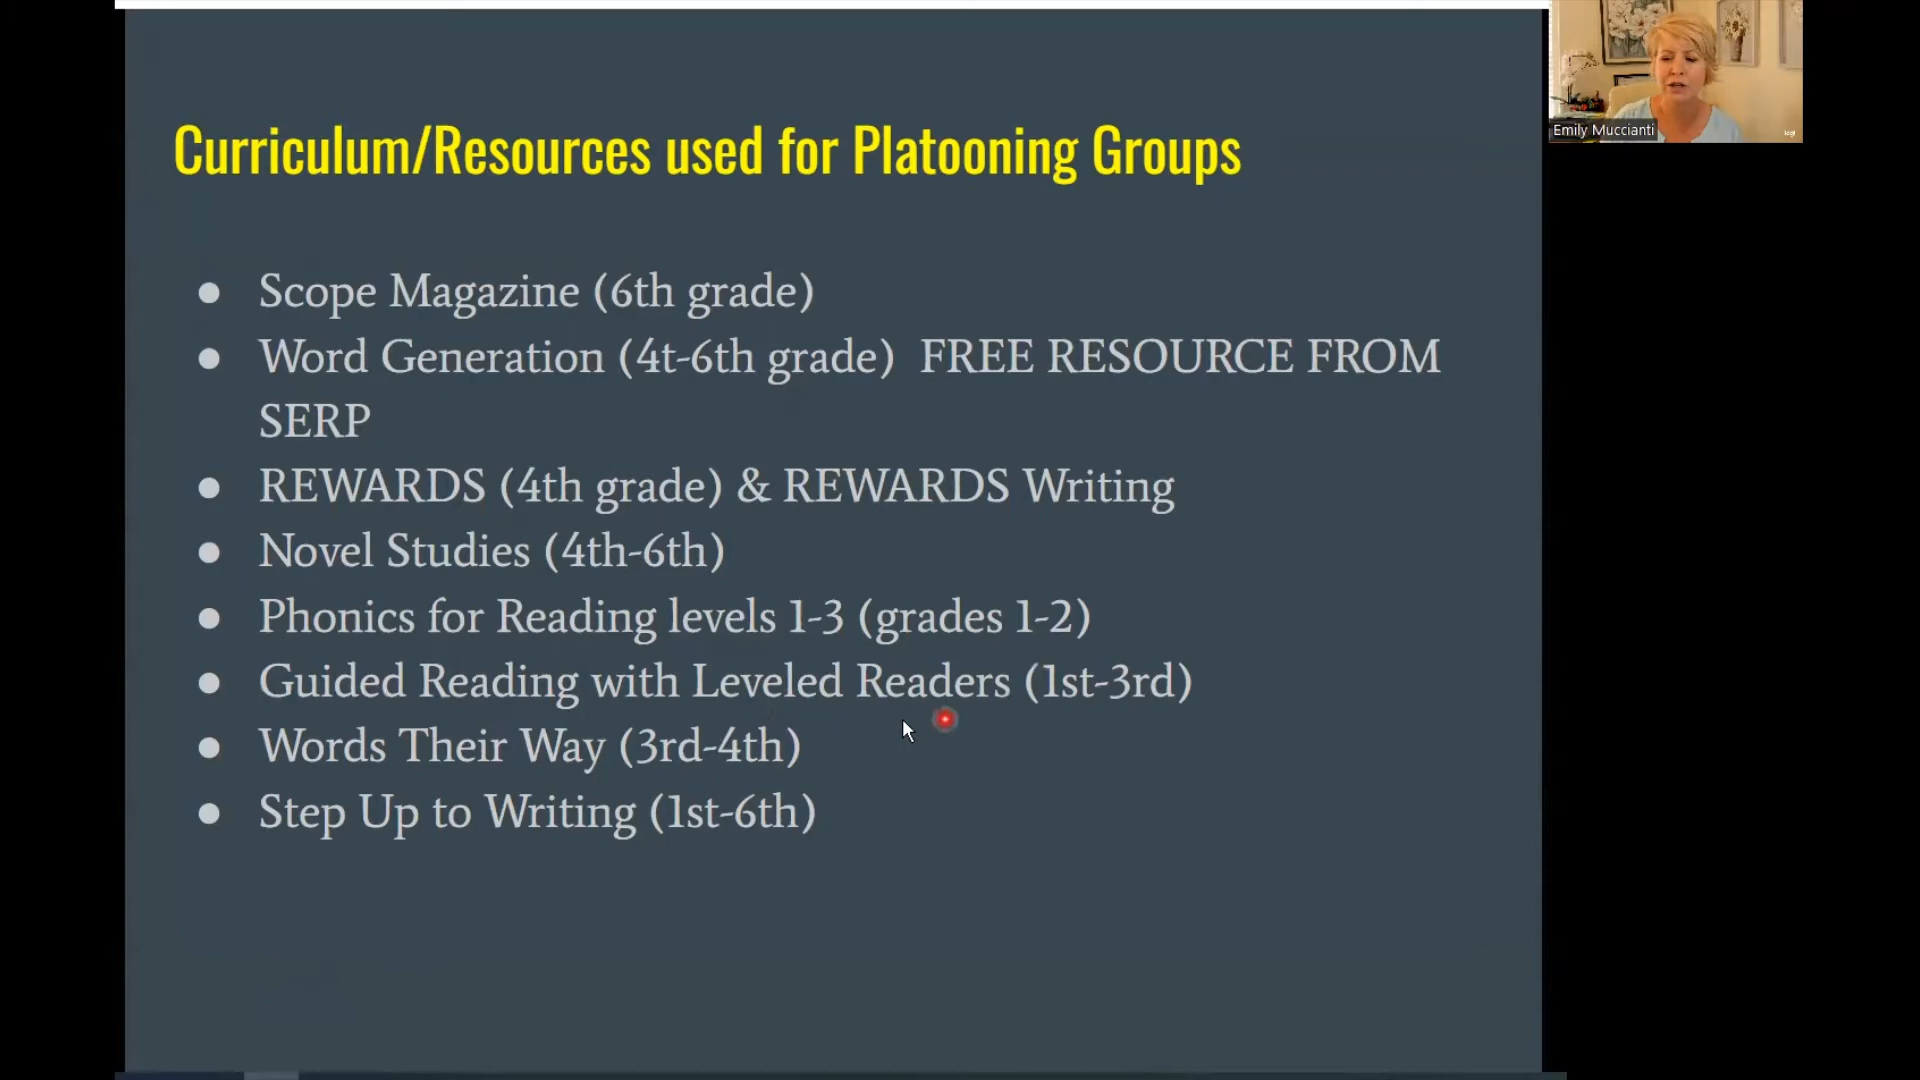 Curriculum/Resources used for Platooning Groups
● Scope Magazine (6th grade)
● Word Generation (4t-6th grade)  FREE RESOURCE FROM
SERP
● REWARDS (4th grade) & REWARDS Writing
● Novel Studies (4th-6th)
● Phonics for Reading levels 1-3 (grades 1-2)
● Guided Reading with Leveled Readers (1st-3rd)
● Words Their Way (3rd-4th)
● Step Up to Writing (1st-6th)
Emily Muccianti
logi